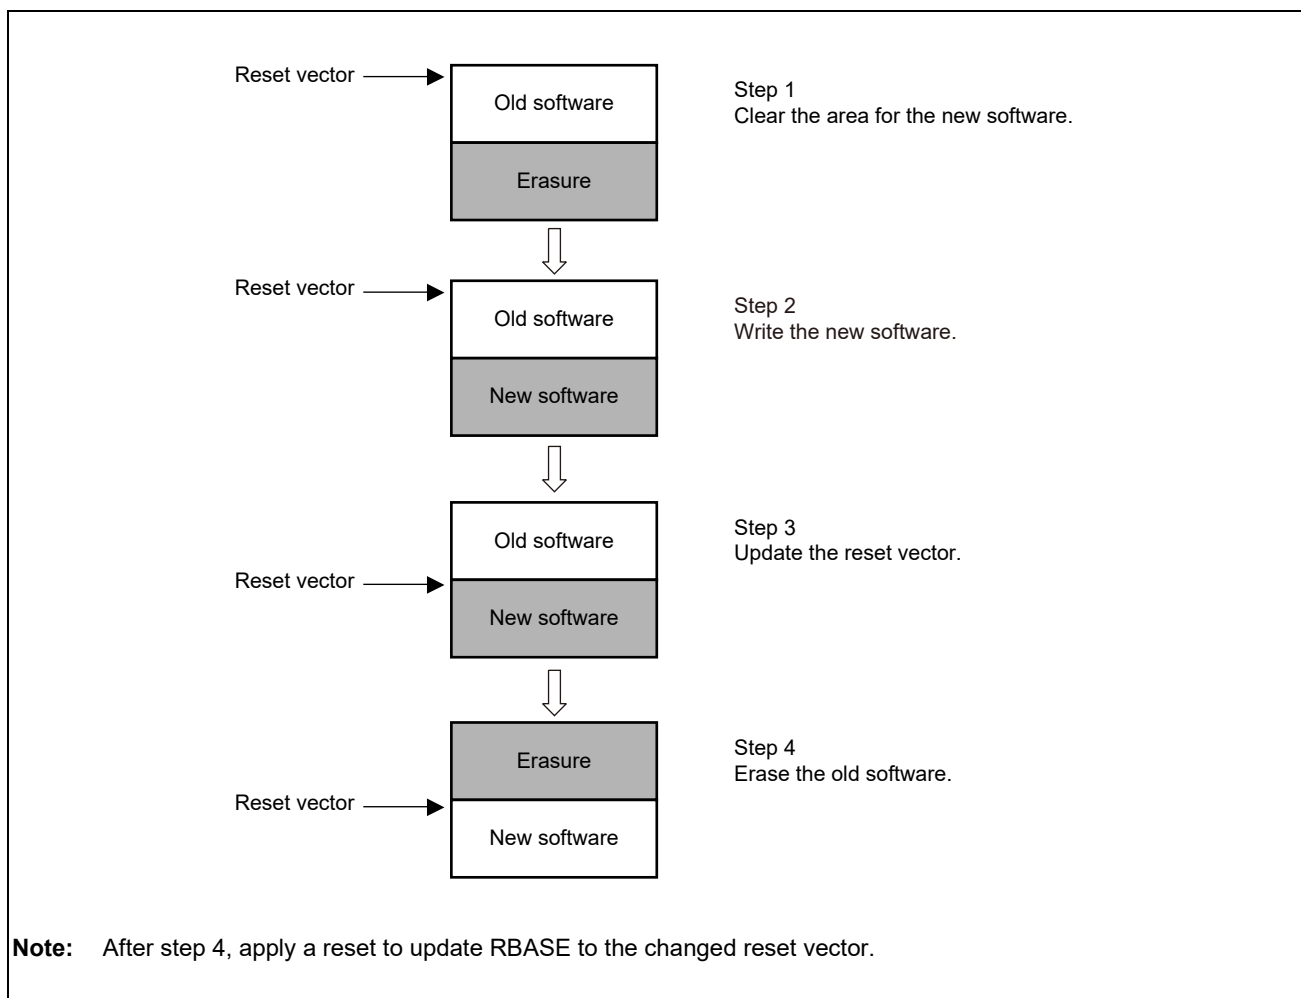 Reset vector
Old software
Erasure
Step 1
Clear the area for the new software.
Reset vector
Old software
New software
Step 2
Write the new software.
Old software
Reset vector
New software
Step 3
Update the reset vector.
Erasure
Reset vector
New software
Step 4
Erase the old software.
Note: After step 4, apply a reset to update RBASE to the changed reset vector.